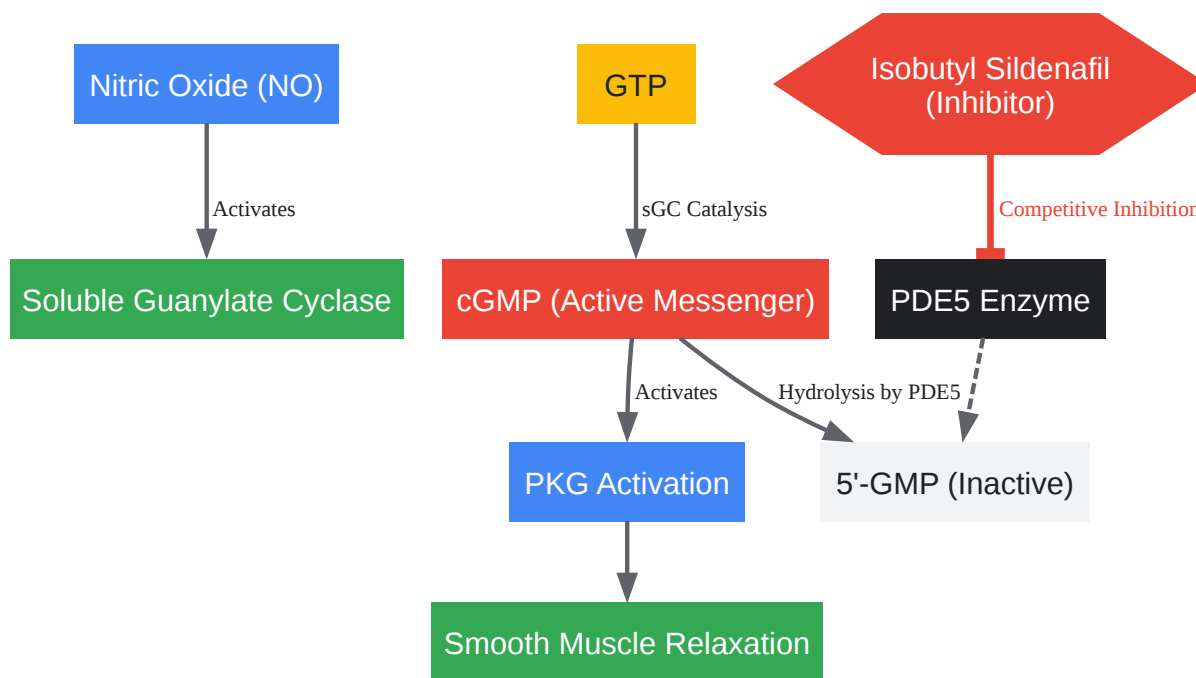 Nitric Oxide (NO)
GTP
Isobutyl Sildenafil
(Inhibitor)
Activates
sGC Catalysis
Competitive Inhibition
Soluble Guanylate Cyclase
cGMP (Active Messenger)
PDE5 Enzyme
Activates
Hydrolysis by PDE5
PKG Activation
5'-GMP (Inactive)
Smooth Muscle Relaxation